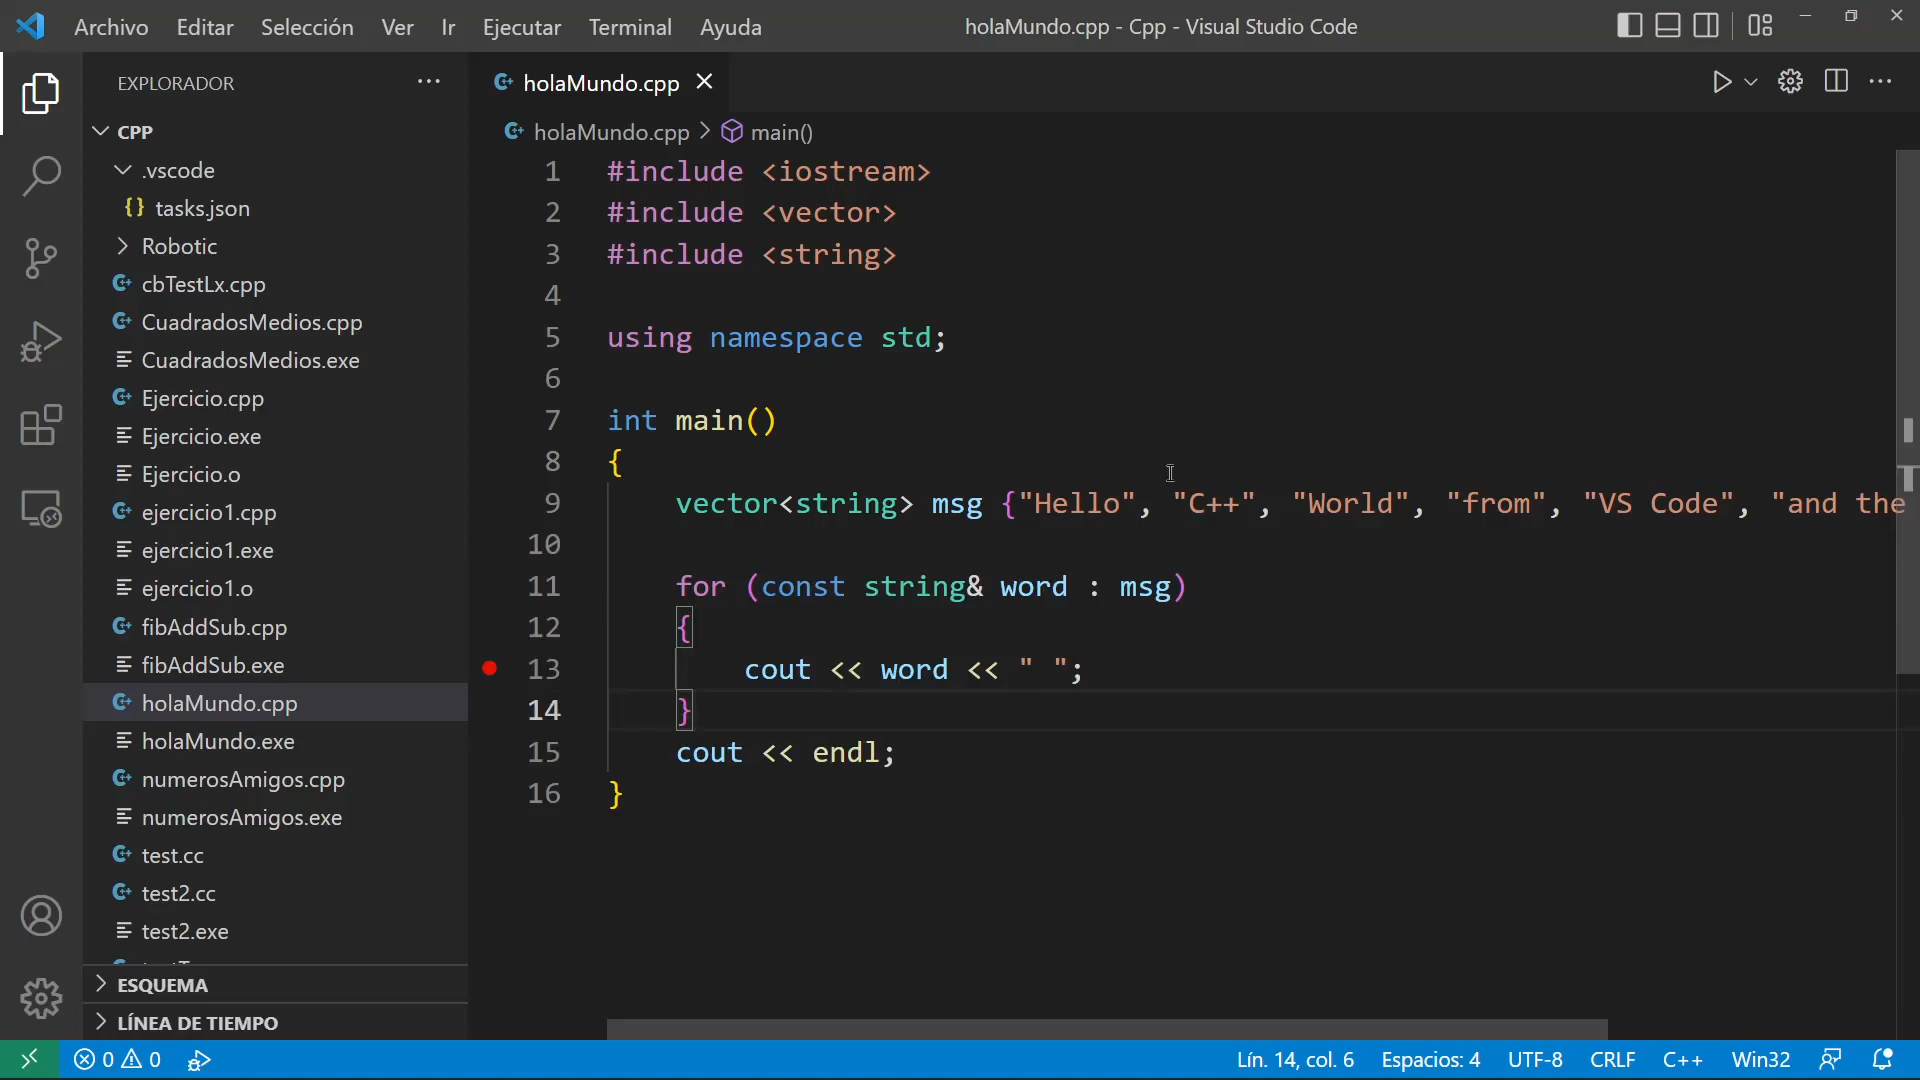 Archivo Editar Selección Ver Ir Ejecutar Terminal Ayuda holaMundo.cpp - Cpp - Visual Studio Code
EXPLORADOR
CPP
.vscode
tasks.json
Robotic
cbTestLx.cpp
CuadradosMedios.cpp
CuadradosMedios.exe
Ejercicio.cpp
Ejercicio.exe
Ejercicio.o
ejercicio1.cpp
ejercicio1.exe
ejercicio1.o
fibAddSub.cpp
fibAddSub.exe
holaMundo.cpp
holaMundo.exe
numerosAmigos.cpp
numerosAmigos.exe
test.cc
test2.cc
test2.exe
ESQUEMA
LÍNEA DE TIEMPO
holaMundo.cpp
holaMundo.cpp > main()
1 #include <iostream>
2 #include <vector>
3 #include <string>
4
5 using namespace std;
6
7 int main()
8 {
9 vector<string> msg {"Hello", "C++", "World", "from", "VS Code", "and the
10
11 for (const string& word : msg)
12 {
13 cout << word << " ";
14 }
15 cout << endl;
16 }
0 0 Lín. 14, col. 6 Espacios: 4 UTF-8 CRLF C++ Win32